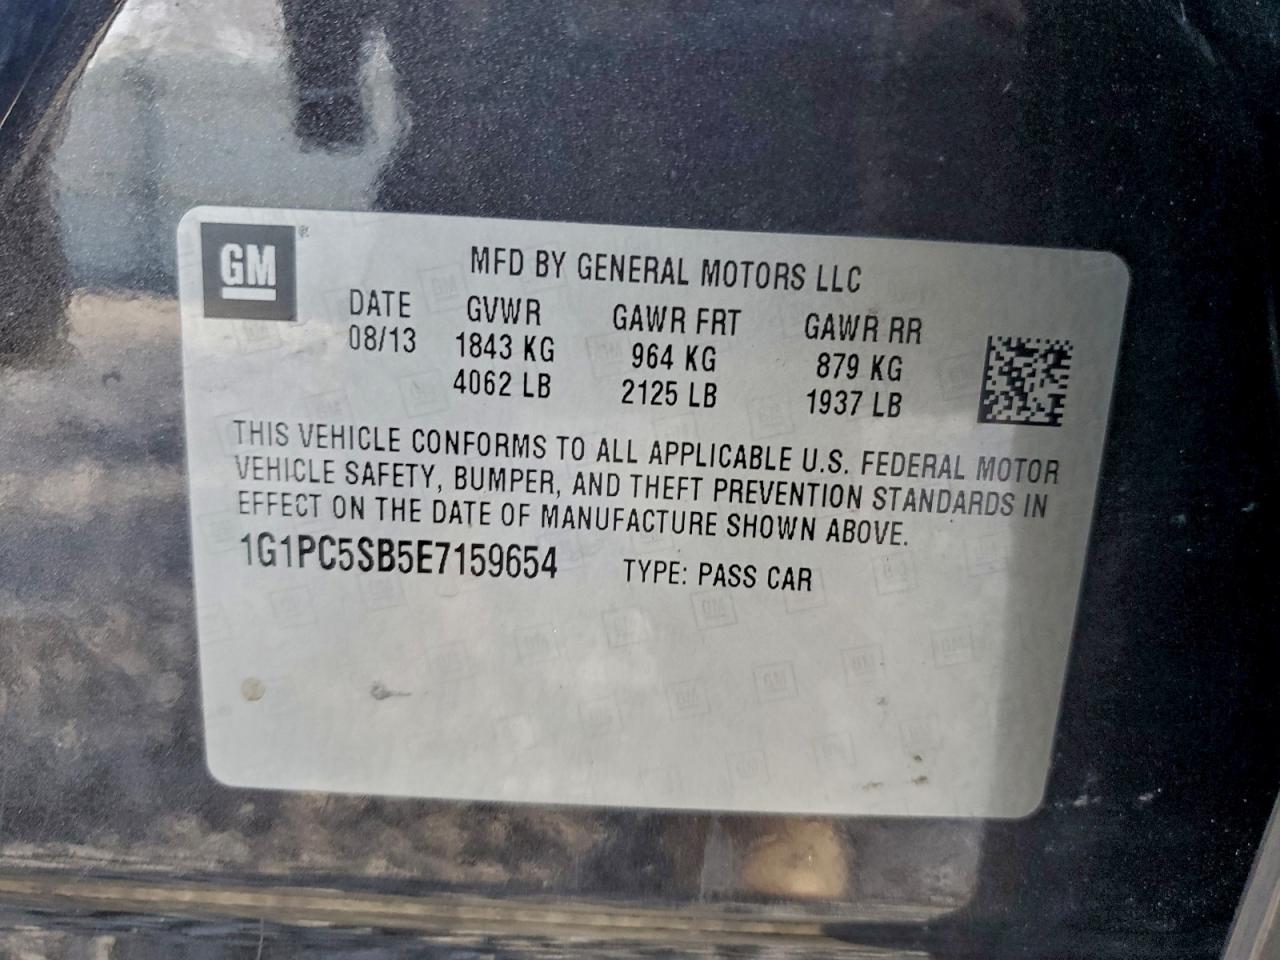 GM®
MFD BY GENERAL MOTORS LLC
DATE GVWR GAWR FRT GAWR RR
08/13 1843 KG 964 KG 879 KG
4062 LB 2125 LB 1937 LB
THIS VEHICLE CONFORMS TO ALL APPLICABLE U.S. FEDERAL MOTOR
VEHICLE SAFETY, BUMPER, AND THEFT PREVENTION STANDARDS IN
EFFECT ON THE DATE OF MANUFACTURE SHOWN ABOVE.
1G1PC5SB5E7159654 TYPE: PASS CAR